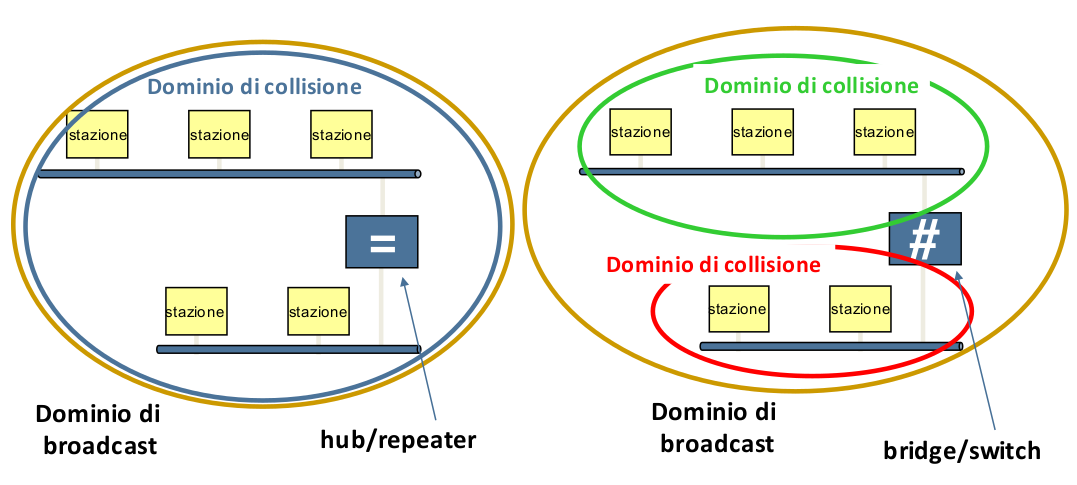 Dominio di collisione
stazione
stazione
stazione
=
stazione
stazione
Dominio di
broadcast
hub/repeater
Dominio di collisione
stazione
stazione
stazione
#
Dominio di collisione
stazione
stazione
Dominio di
broadcast
bridge/switch